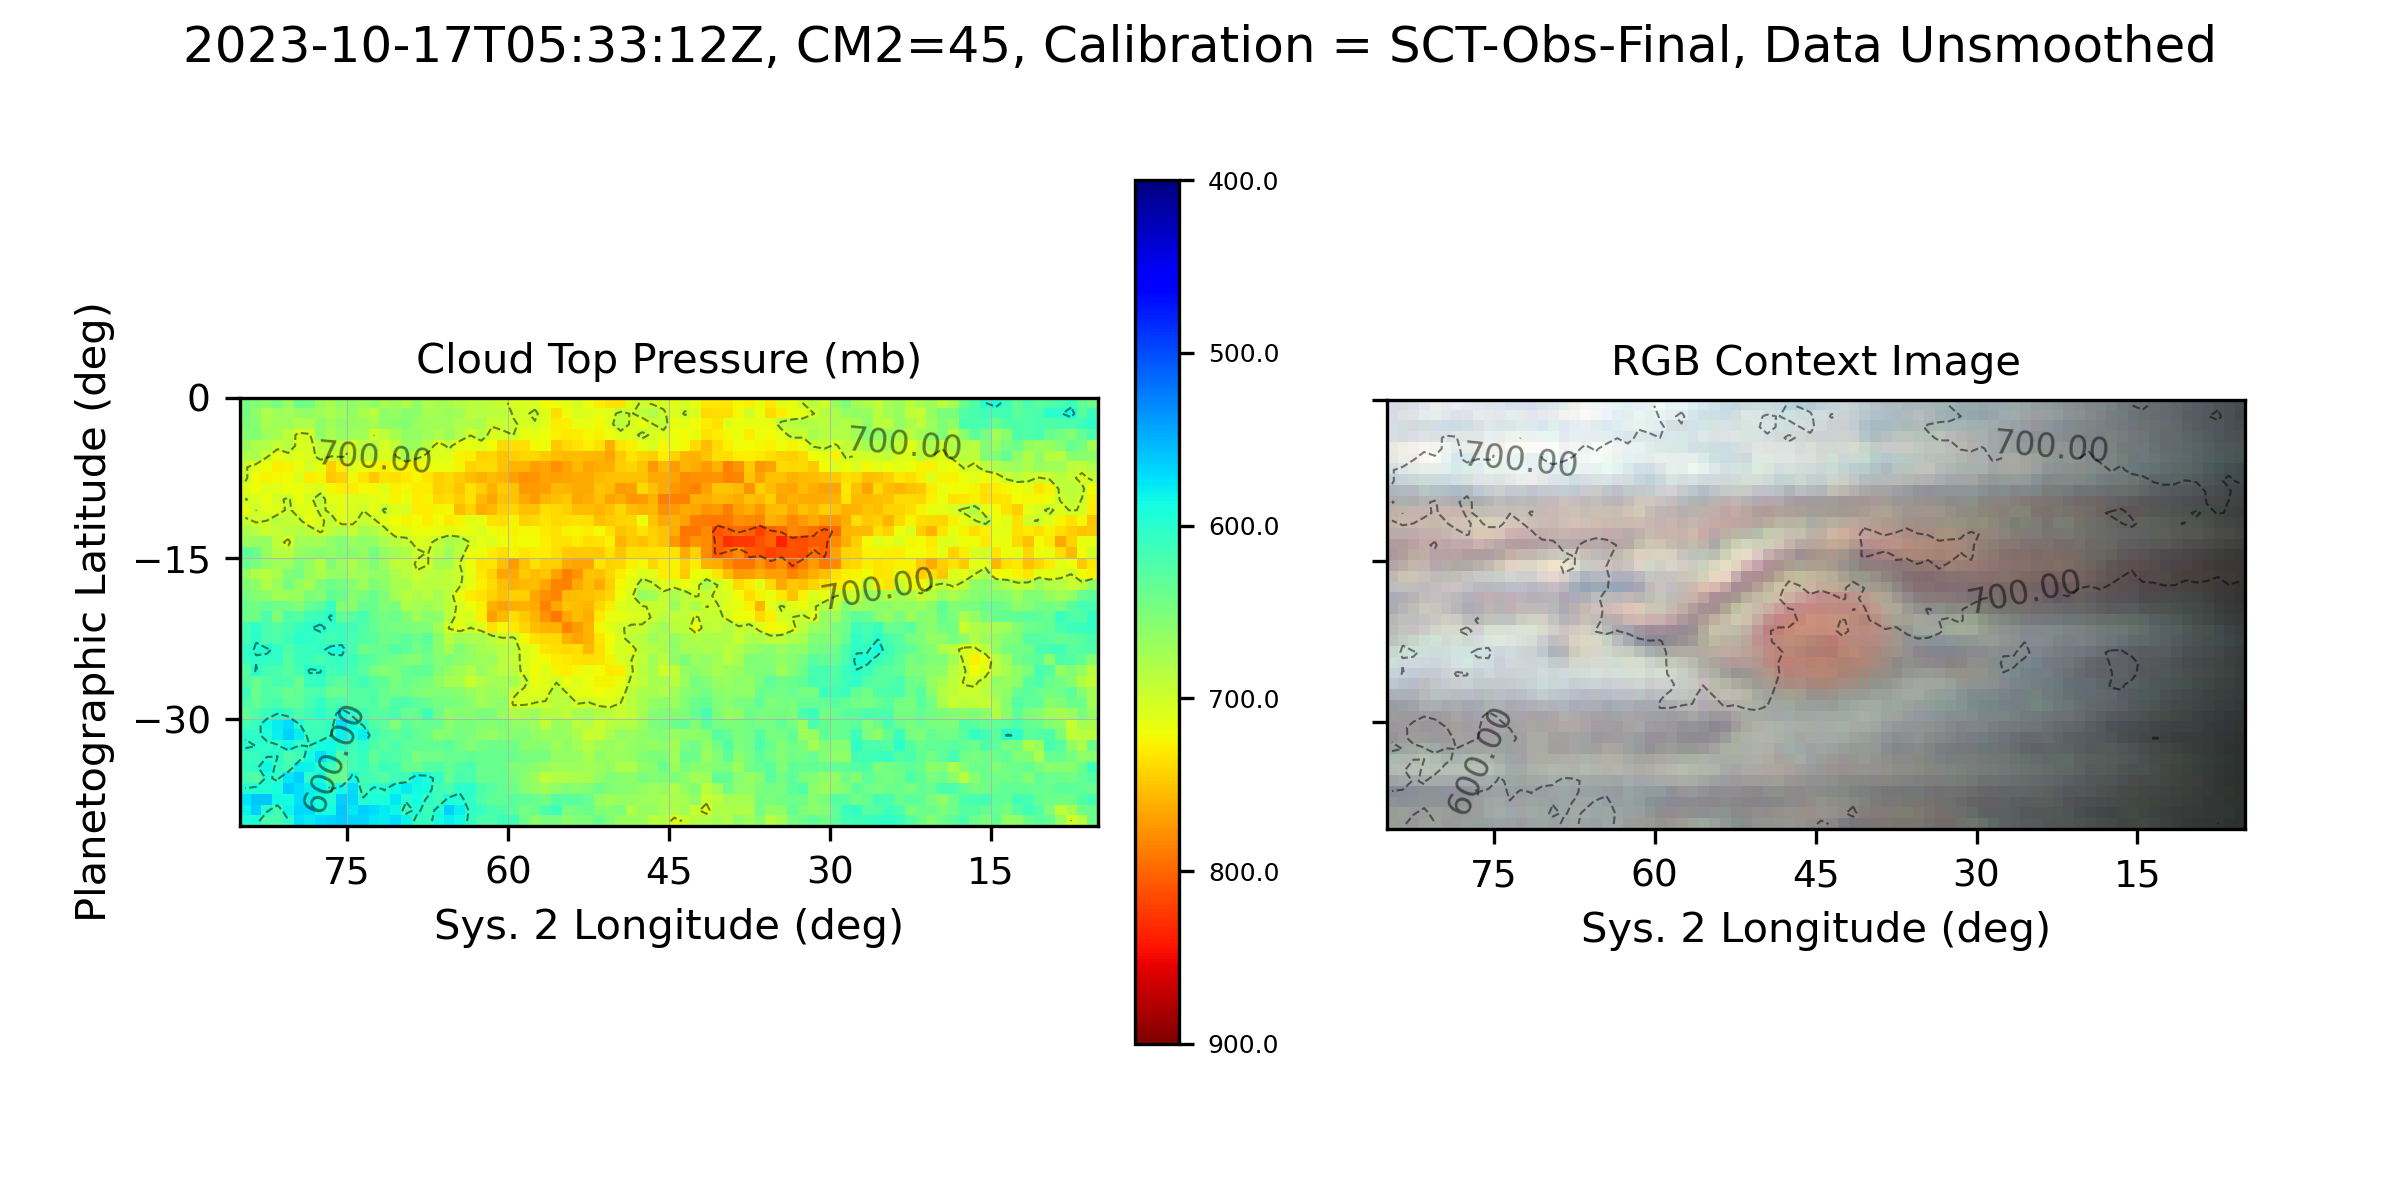 2023-10-17T05:33:12Z, CM2=45, Calibration = SCT-Obs-Final, Data Unsmoothed
Cloud Top Pressure (mb)
Planetographic Latitude (deg)
0
−15
−30
700.00
700.00
700.00
600.00
75 60 45 30 15
Sys. 2 Longitude (deg)
400.0
500.0
600.0
700.0
800.0
900.0
RGB Context Image
700.00
700.00
700.00
600.00
75 60 45 30 15
Sys. 2 Longitude (deg)